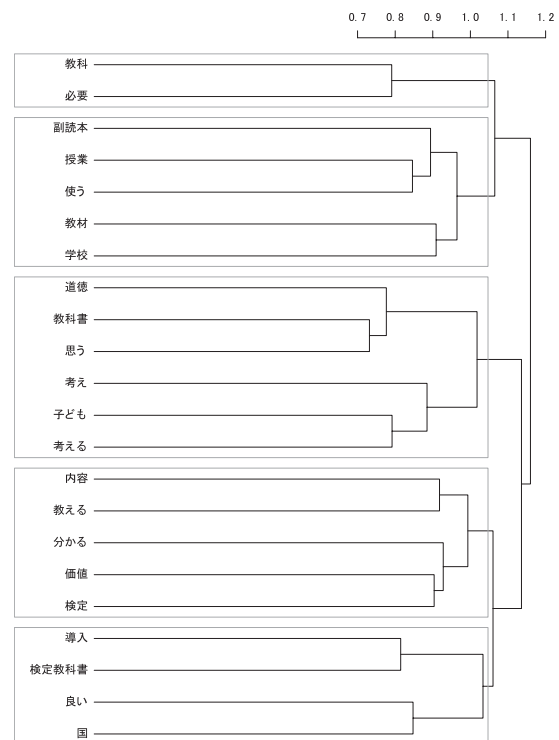 0.7 0.8 0.9 1.0 1.1 1.2
教科
必要
副読本
授業
使う
教材
学校
道徳
教科書
思う
考え
子ども
考える
内容
教える
分かる
価値
検定
導入
検定教科書
良い
国